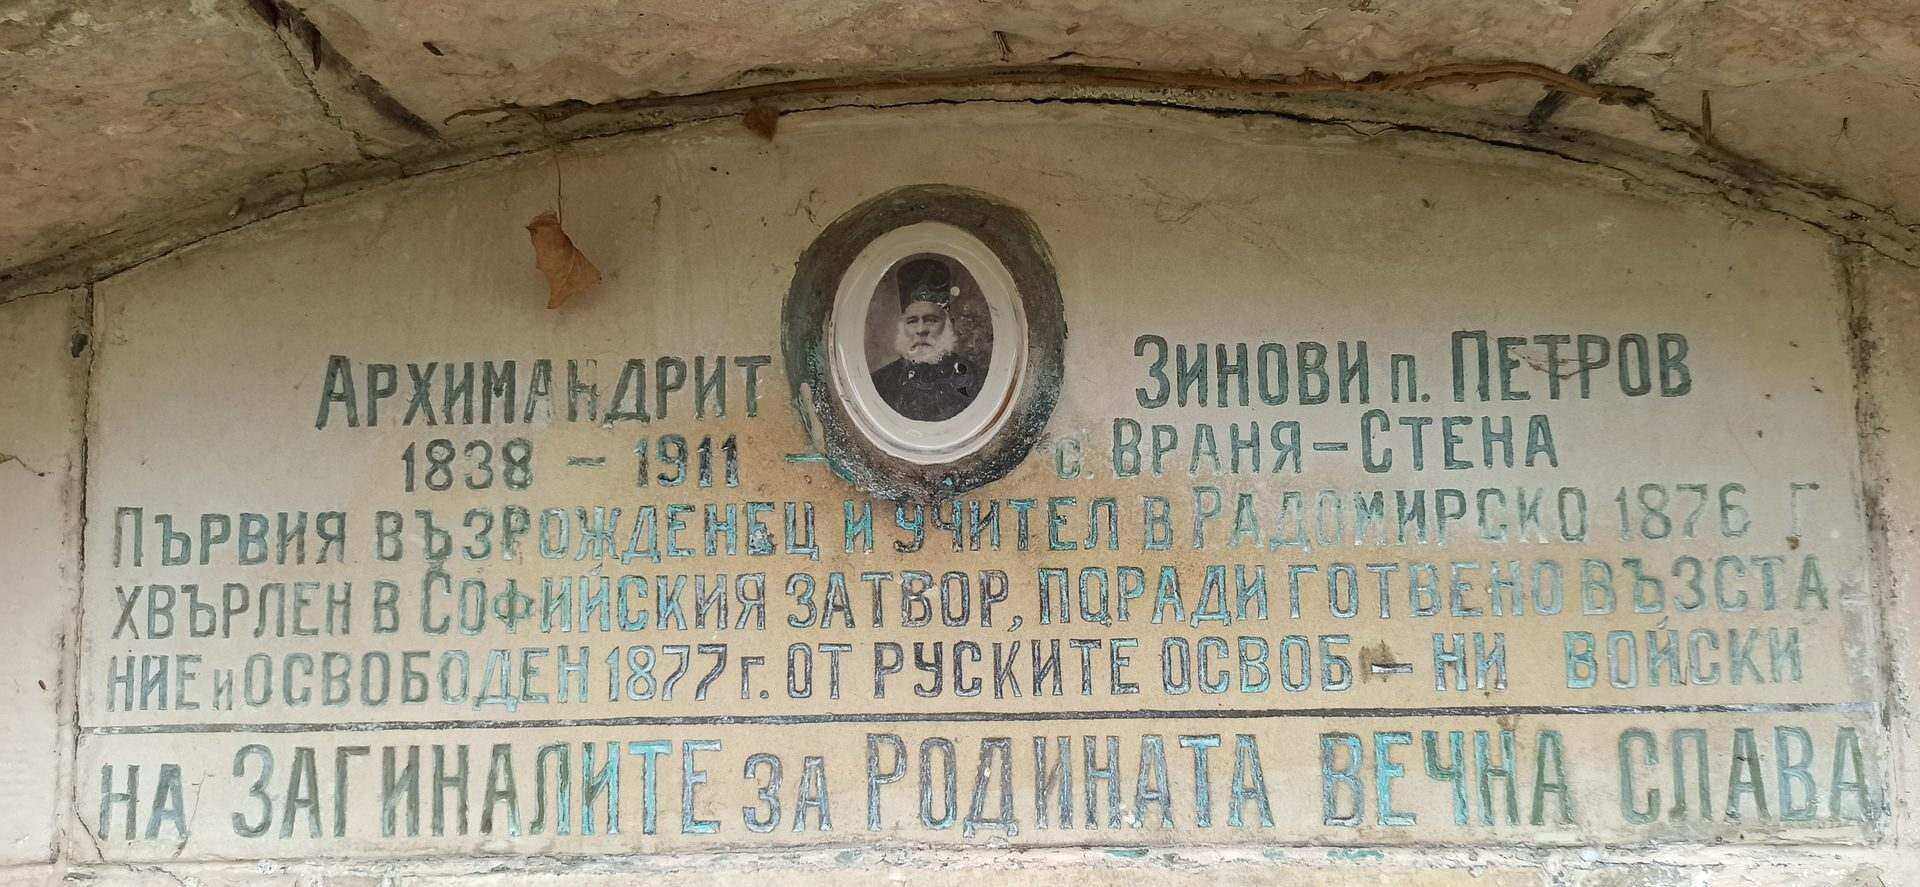 Архимандрит Зинови п. Петров
1838 – 1911 – с. Враня–Стена
Първия възрожденец и учител в Радомирско 1876 г
хвърлен в Софийския затвор, поради готвено възста
ние и освободен 1877 г. от руските освоб – ни войски
на загиналите за Родината вечна слава